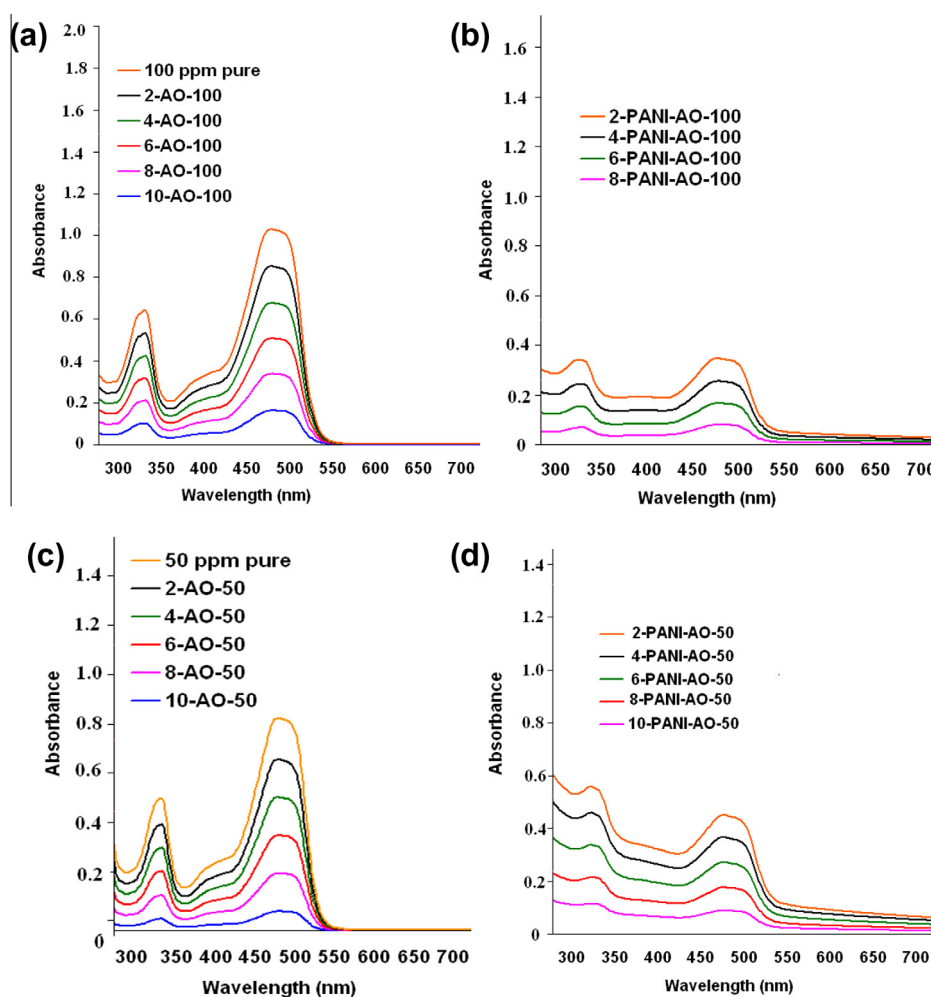 (a)
2.0
1.8
1.6
1.4
1.2
1.0
0.8
0.6
0.4
0.2
0
Absorbance
100 ppm pure
2-AO-100
4-AO-100
6-AO-100
8-AO-100
10-AO-100
300 350 400 450 500 550 600 650 700
Wavelength (nm)
(b)
1.6
1.4
1.2
1.0
0.8
0.6
0.4
0.2
0
Absorbance
2-PANI-AO-100
4-PANI-AO-100
6-PANI-AO-100
8-PANI-AO-100
300 350 400 450 500 550 600 650 700
Wavelength (nm)
(c)
1.4
1.2
1.0
0.8
0.6
0.4
0.2
0
Absorbance
50 ppm pure
2-AO-50
4-AO-50
6-AO-50
8-AO-50
10-AO-50
300 350 400 450 500 550 600 650 700
Wavelength (nm)
(d)
1.4
1.2
1.0
0.8
0.6
0.4
0.2
0
Absorbance
2-PANI-AO-50
4-PANI-AO-50
6-PANI-AO-50
8-PANI-AO-50
10-PANI-AO-50
300 350 400 450 500 550 600 650 700
Wavelength (nm)